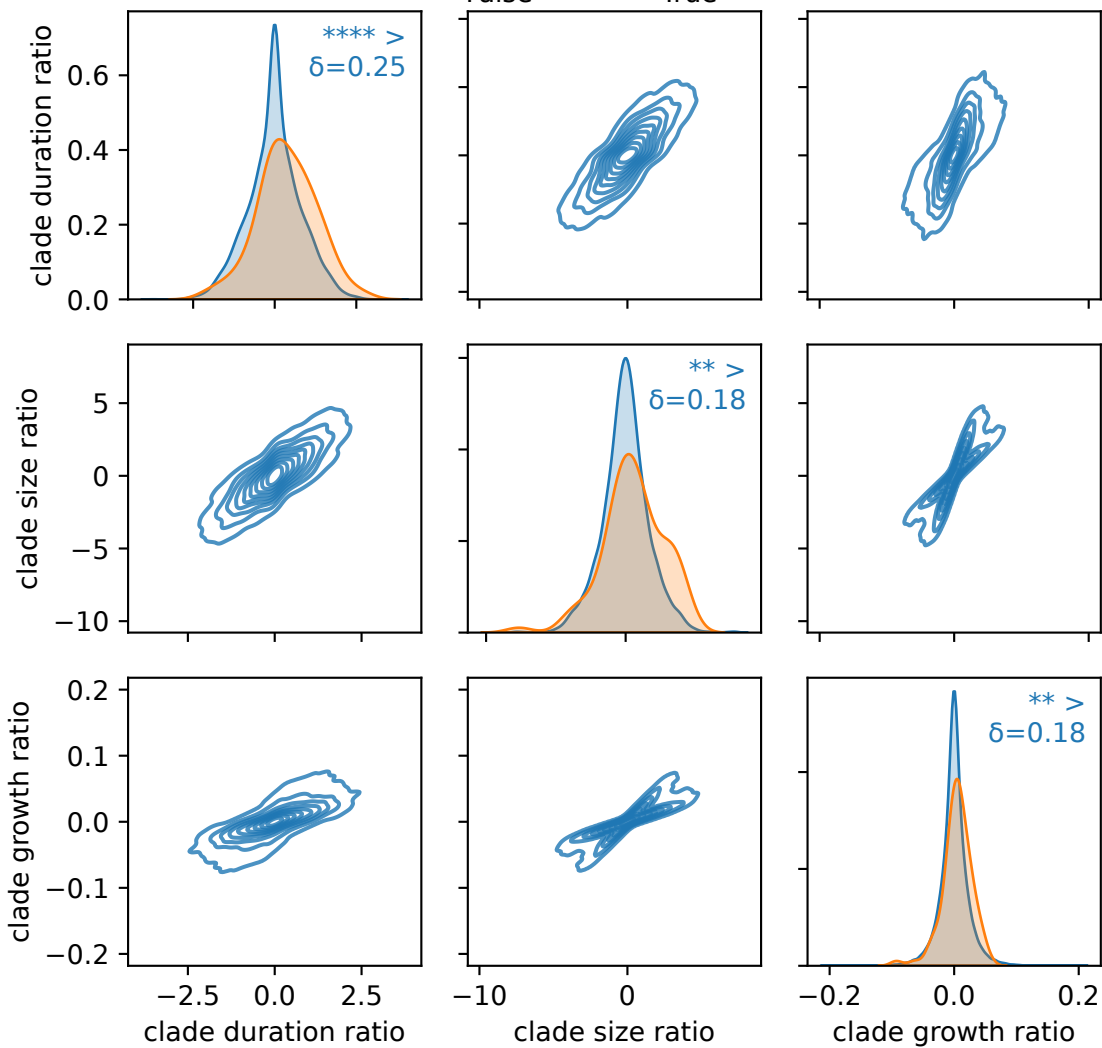 clade duration ratio
0.6
0.4
0.2
0.0
**** >
δ=0.25
clade size ratio
5
0
−5
−10
** >
δ=0.18
clade growth ratio
0.2
0.1
0.0
−0.1
−0.2
** >
δ=0.18
−2.5 0.0 2.5
−10 0
−0.2 0.0 0.2
clade duration ratio
clade size ratio
clade growth ratio